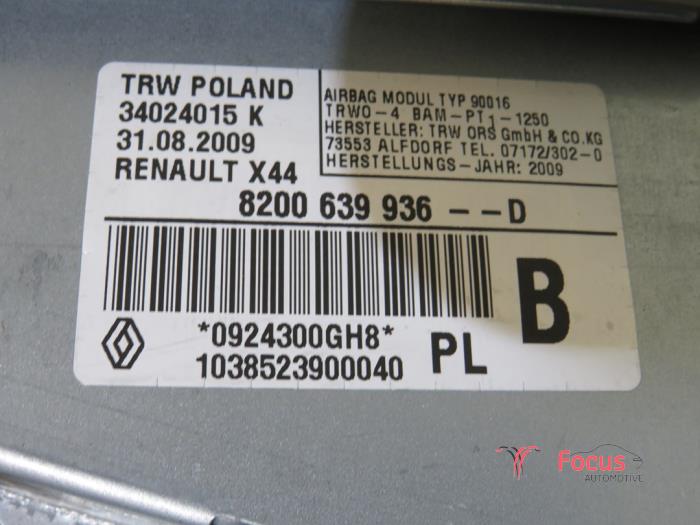 TRW POLAND
34024015 K
31.08.2009
RENAULT X44
AIRBAG MODUL TYP 90016
TRWO-4 BAM-PT1-1250
HERSTELLER: TRW ORS GmbH & CO.KG
73553 ALFDORF TEL. 07172/302-0
HERSTELLUNGS-JAHR: 2009
8200 639 936 --D
B
*0924300GH8*
1038523900040
PL
Focus
AUTOMOTIVE